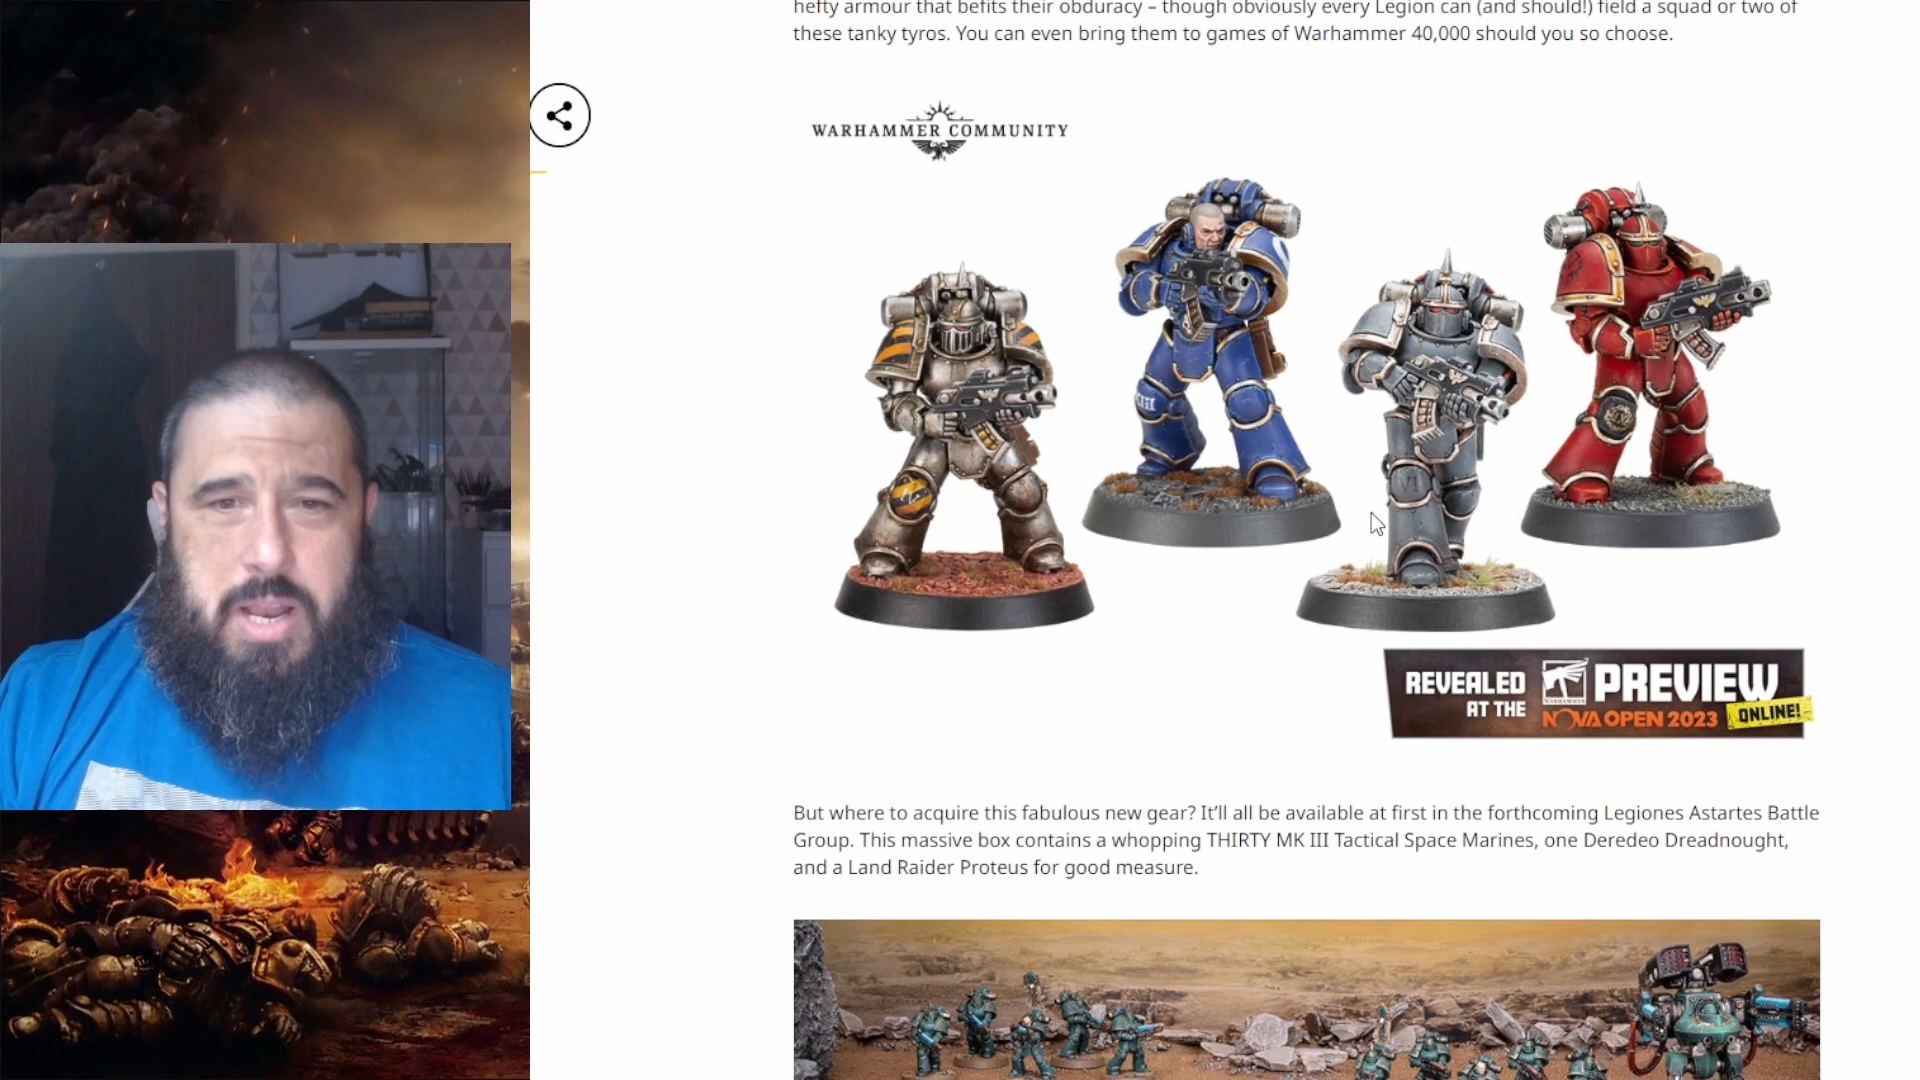 hefty armour that befits their obduracy – though obviously every Legion can (and should!) field a squad or two of
these tanky tyros. You can even bring them to games of Warhammer 40,000 should you so choose.
WARHAMMER COMMUNITY
XIII
VI
REVEALED
AT THE
PREVIEW
NOVA OPEN 2023
ONLINE!
But where to acquire this fabulous new gear? It’ll all be available at first in the forthcoming Legiones Astartes Battle
Group. This massive box contains a whopping THIRTY MK III Tactical Space Marines, one Deredeo Dreadnought,
and a Land Raider Proteus for good measure.